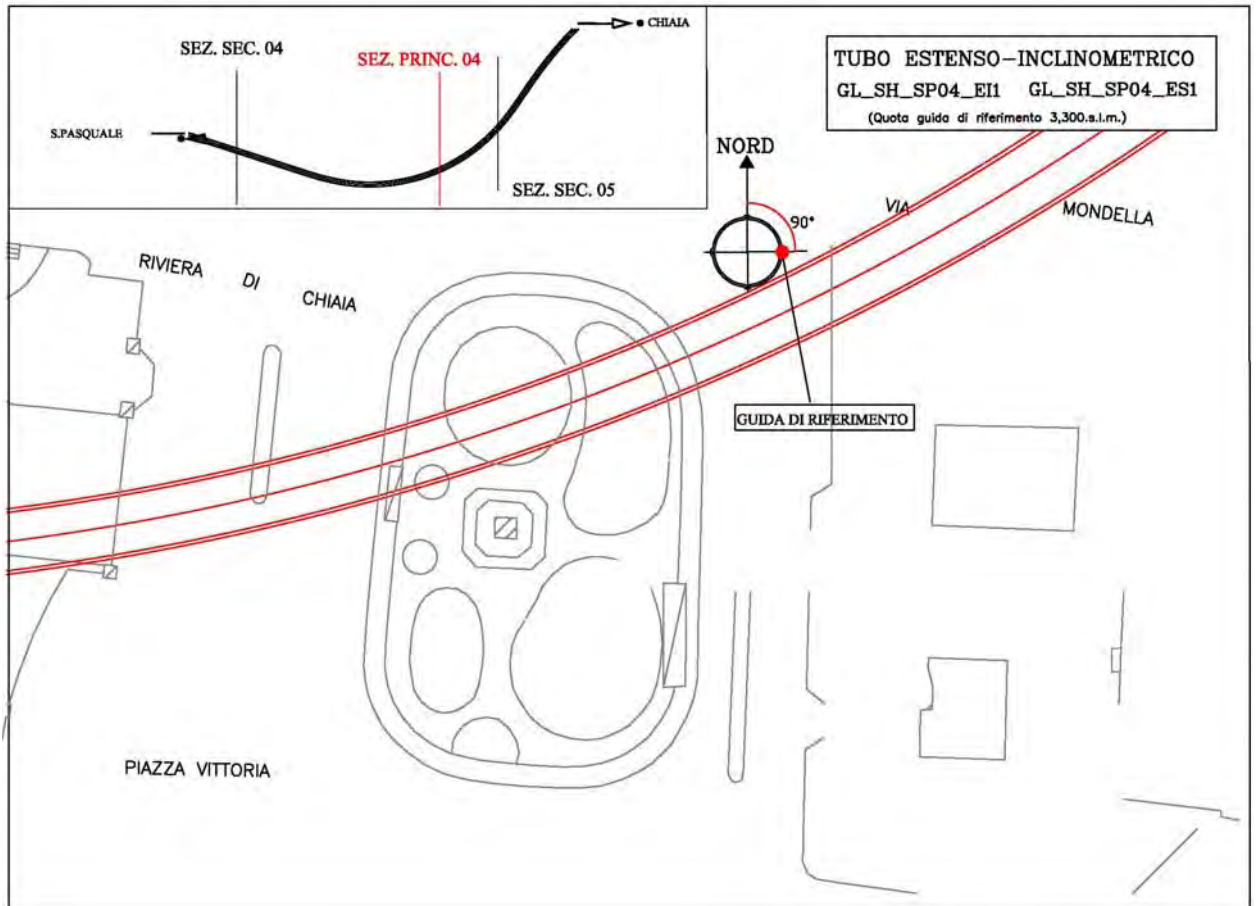 CHIAIA
SEZ. SEC. 04
SEZ. PRINC. 04
S.PASQUALE
SEZ. SEC. 05
TUBO ESTENSO-INCLINOMETRICO
GL_SH_SP04_EI1 GL_SH_SP04_ES1
(Quota guida di riferimento 3,300.s.l.m.)
NORD
90°
VIA MONDELLA
RIVIERA DI CHIAIA
GUIDA DI RIFERIMENTO
PIAZZA VITTORIA